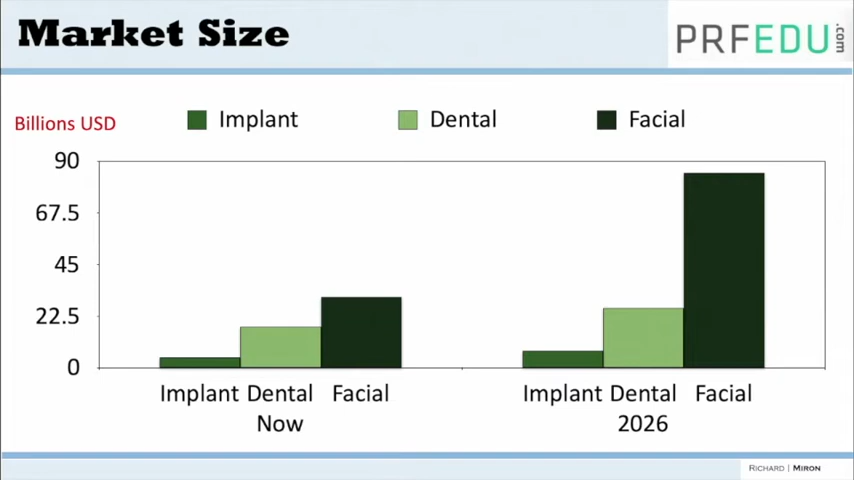 Market Size
PRFEDU.com
Billions USD
Implant
Dental
Facial
90
67.5
45
22.5
0
Implant Dental Facial
Now
Implant Dental Facial
2026
RICHARD | MIRON